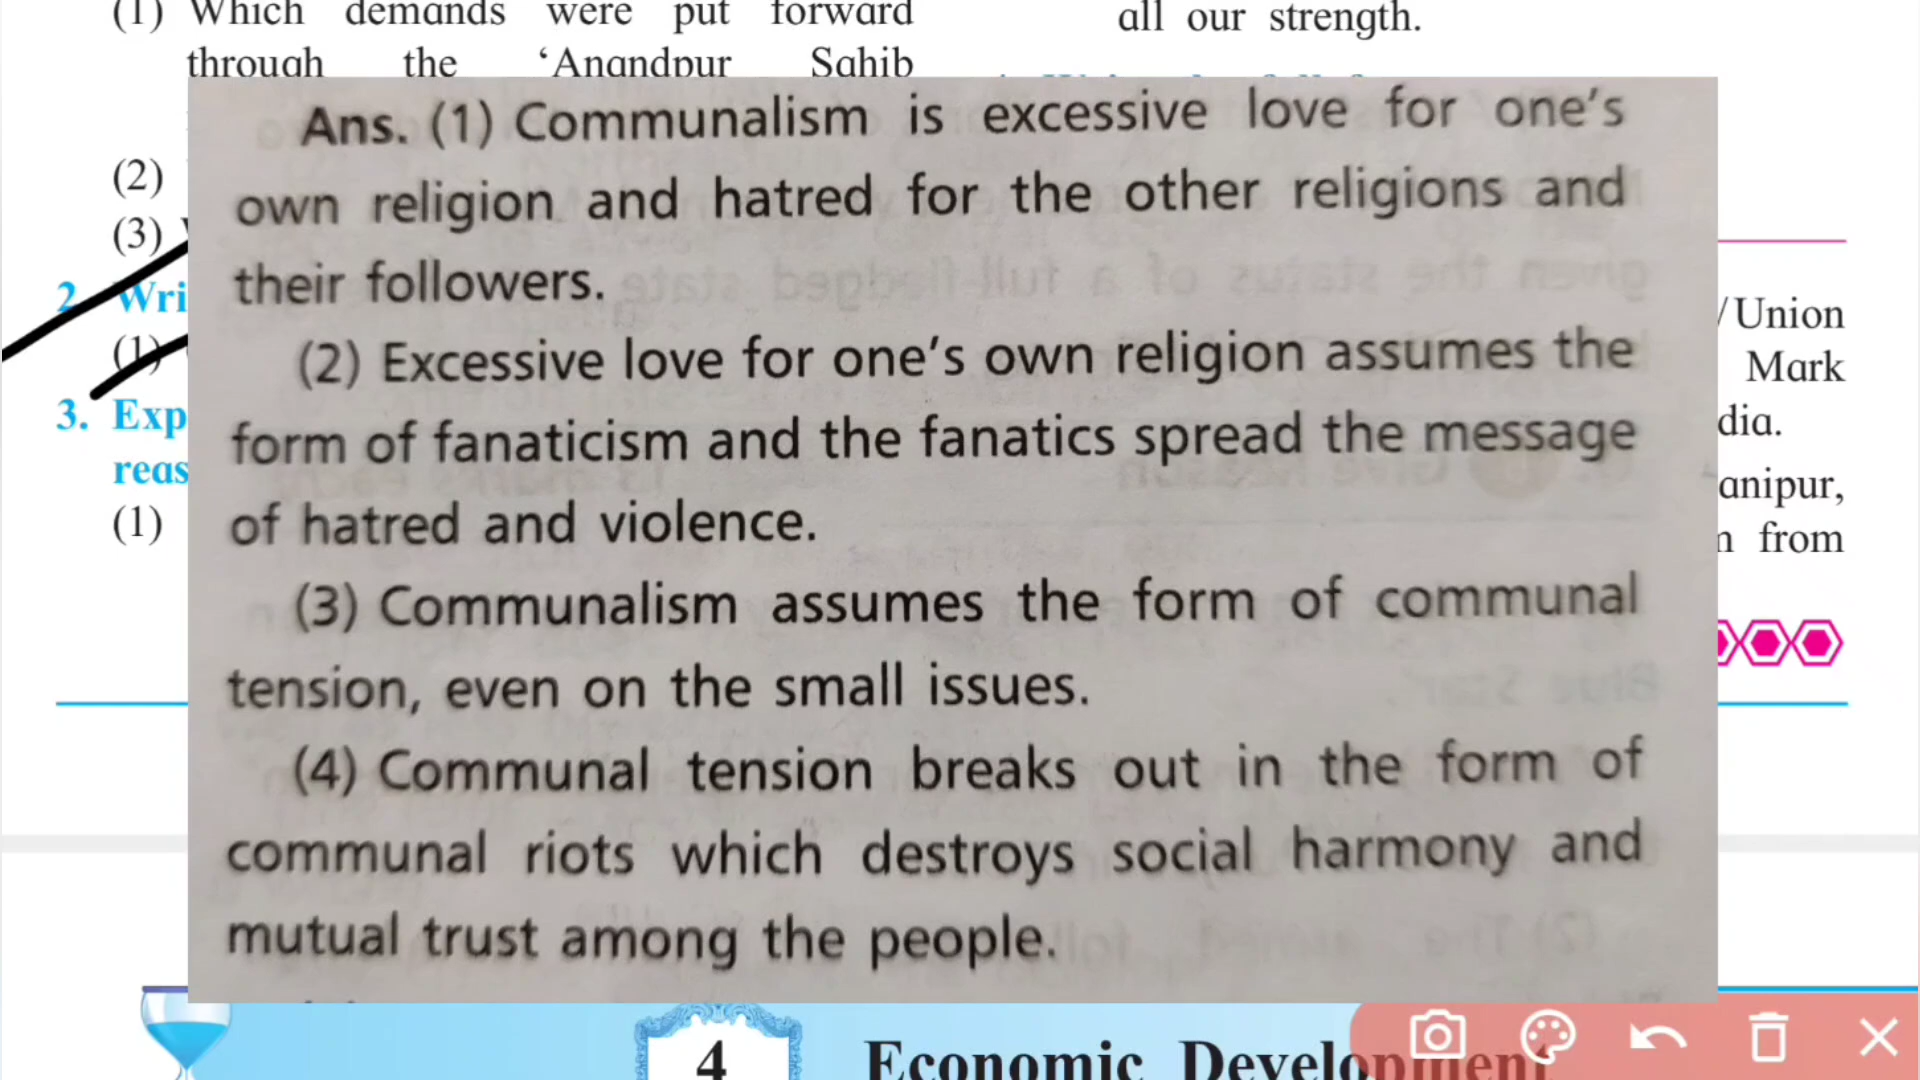 (1) Which demands were put forward
through the ‘Anandpur Sahib
all our strength.
Ans. (1) Communalism is excessive love for one’s
own religion and hatred for the other religions and
their followers.
(2) Excessive love for one’s own religion assumes the
form of fanaticism and the fanatics spread the message
of hatred and violence.
(3) Communalism assumes the form of communal
tension, even on the small issues.
(4) Communal tension breaks out in the form of
communal riots which destroys social harmony and
mutual trust among the people.
(2)
(3)
2. Wri
(1)
3. Exp
reas
(1)
/Union
Mark
dia.
anipur,
from
4 Economic Development